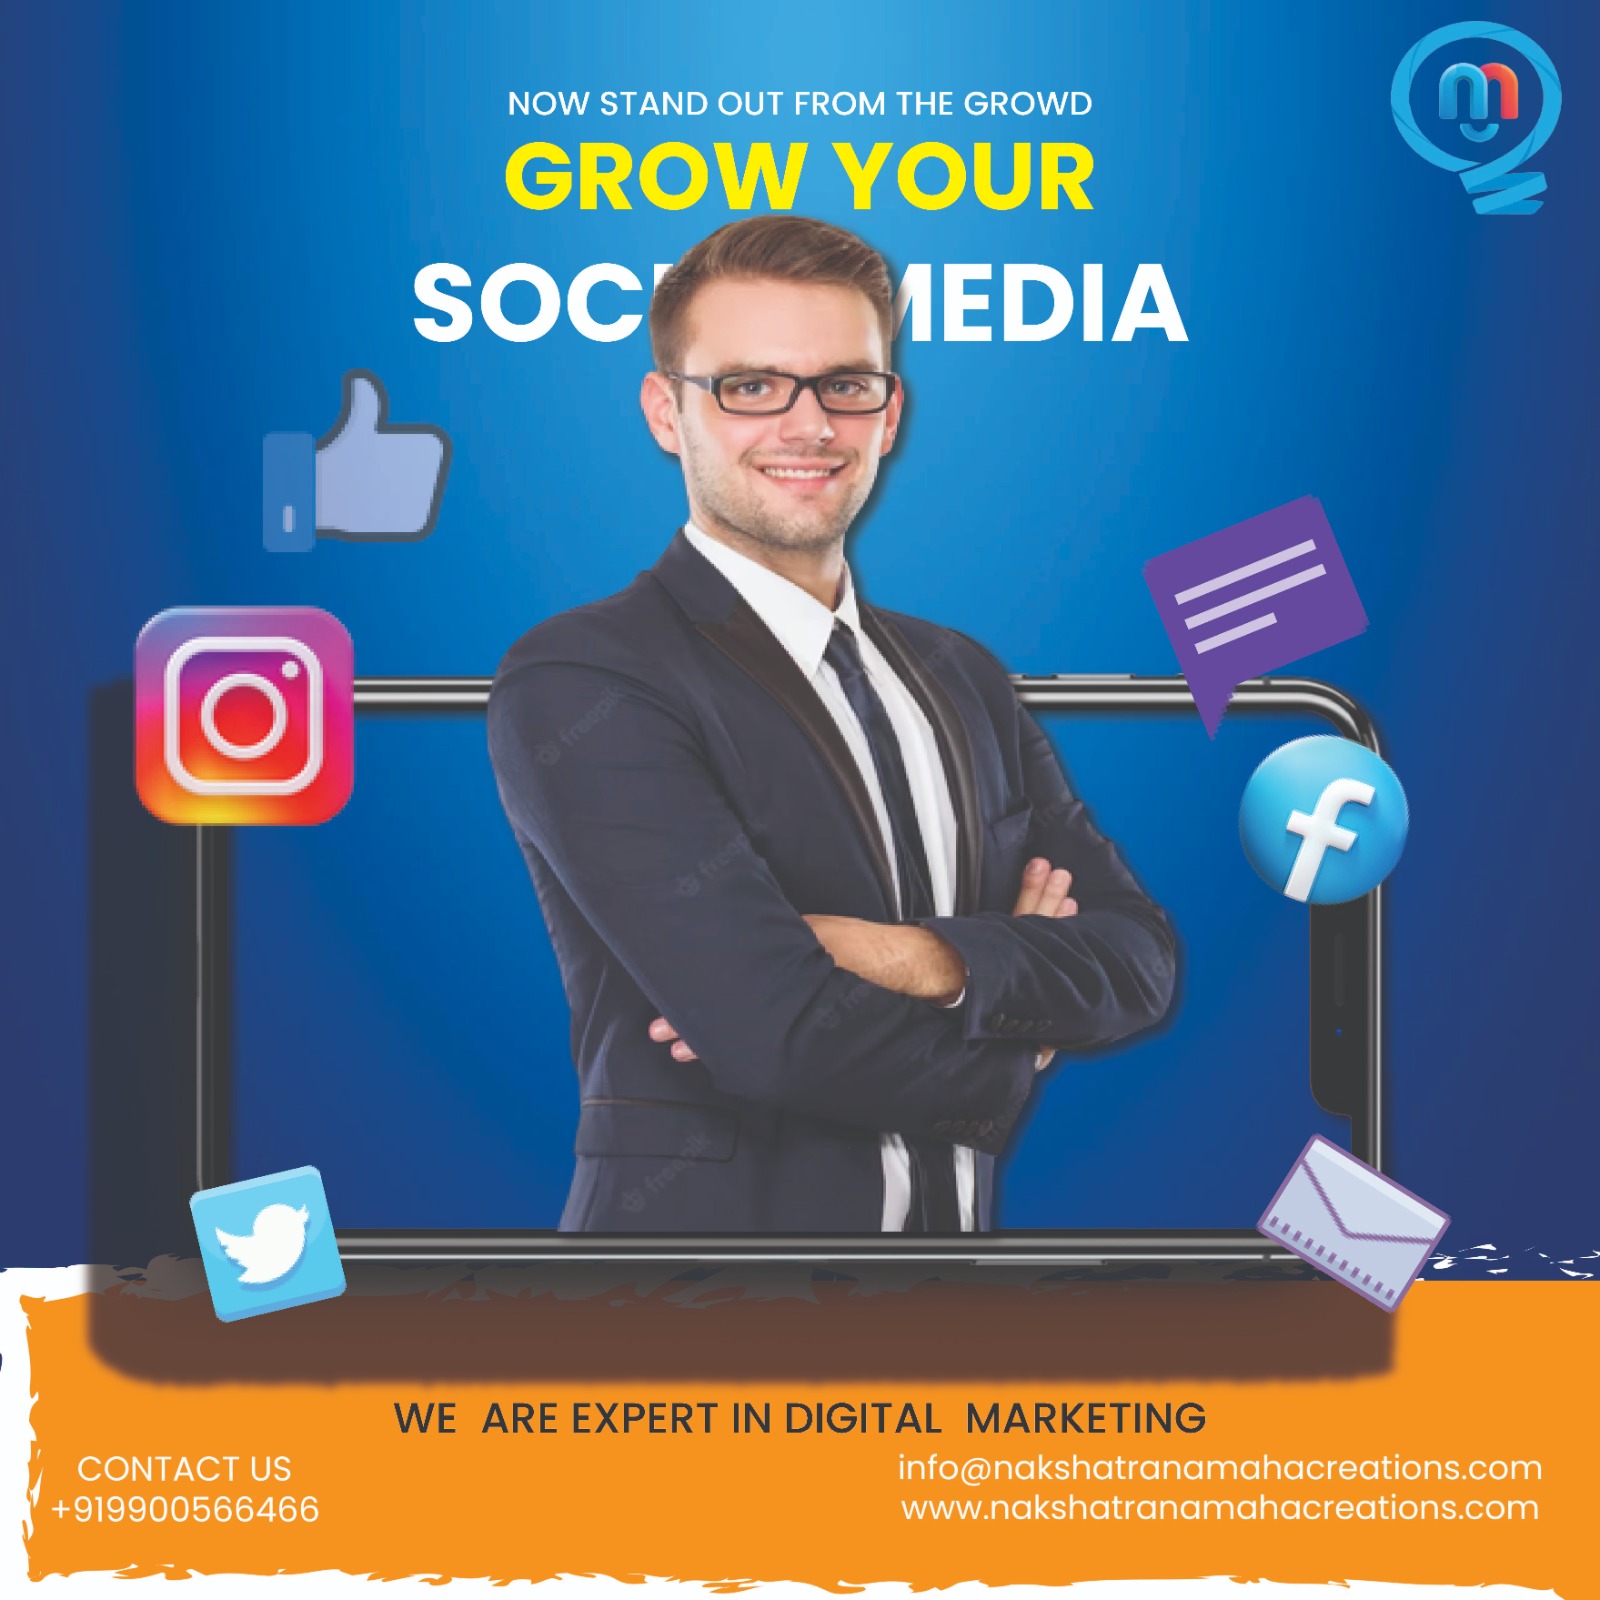 NOW STAND OUT FROM THE GROWD
GROW YOUR
SOCI MEDIA
WE ARE EXPERT IN DIGITAL MARKETING
CONTACT US
+919900566466
info@nakshatranamahacreations.com
www.nakshatranamahacreations.com